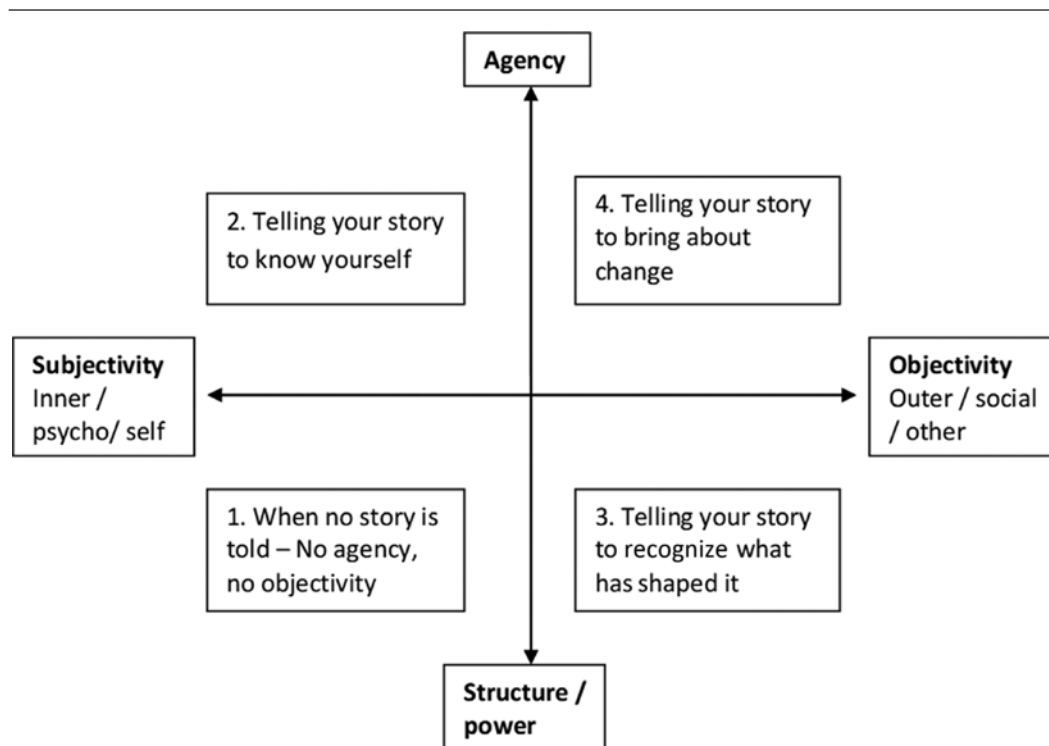 Agency
2. Telling your story
to know yourself
4. Telling your story
to bring about
change
Subjectivity
Inner /
psycho/ self
Objectivity
Outer / social
/ other
1. When no story is
told – No agency,
no objectivity
3. Telling your story
to recognize what
has shaped it
Structure /
power